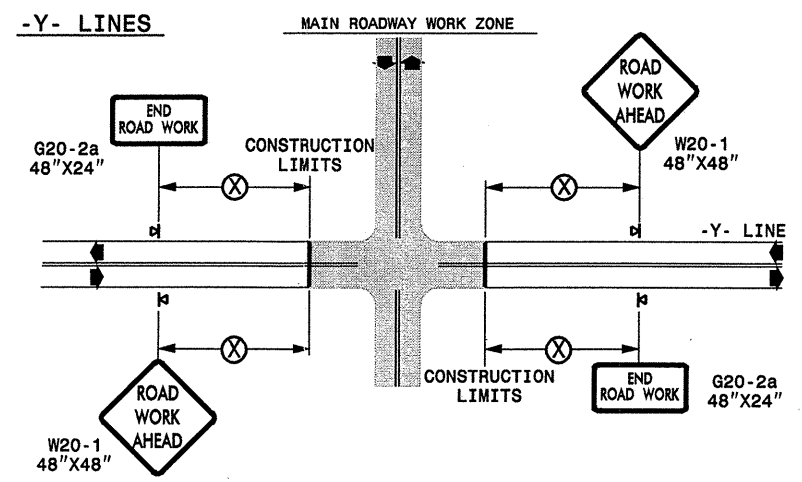 -Y- LINES
MAIN ROADWAY WORK ZONE
END
ROAD WORK
G20-2a
48"X24"
CONSTRUCTION
LIMITS
ROAD
WORK
AHEAD
W20-1
48"X48"
X
X
-Y- LINE
X
X
ROAD
WORK
AHEAD
W20-1
48"X48"
CONSTRUCTION
LIMITS
END
ROAD WORK
G20-2a
48"X24"